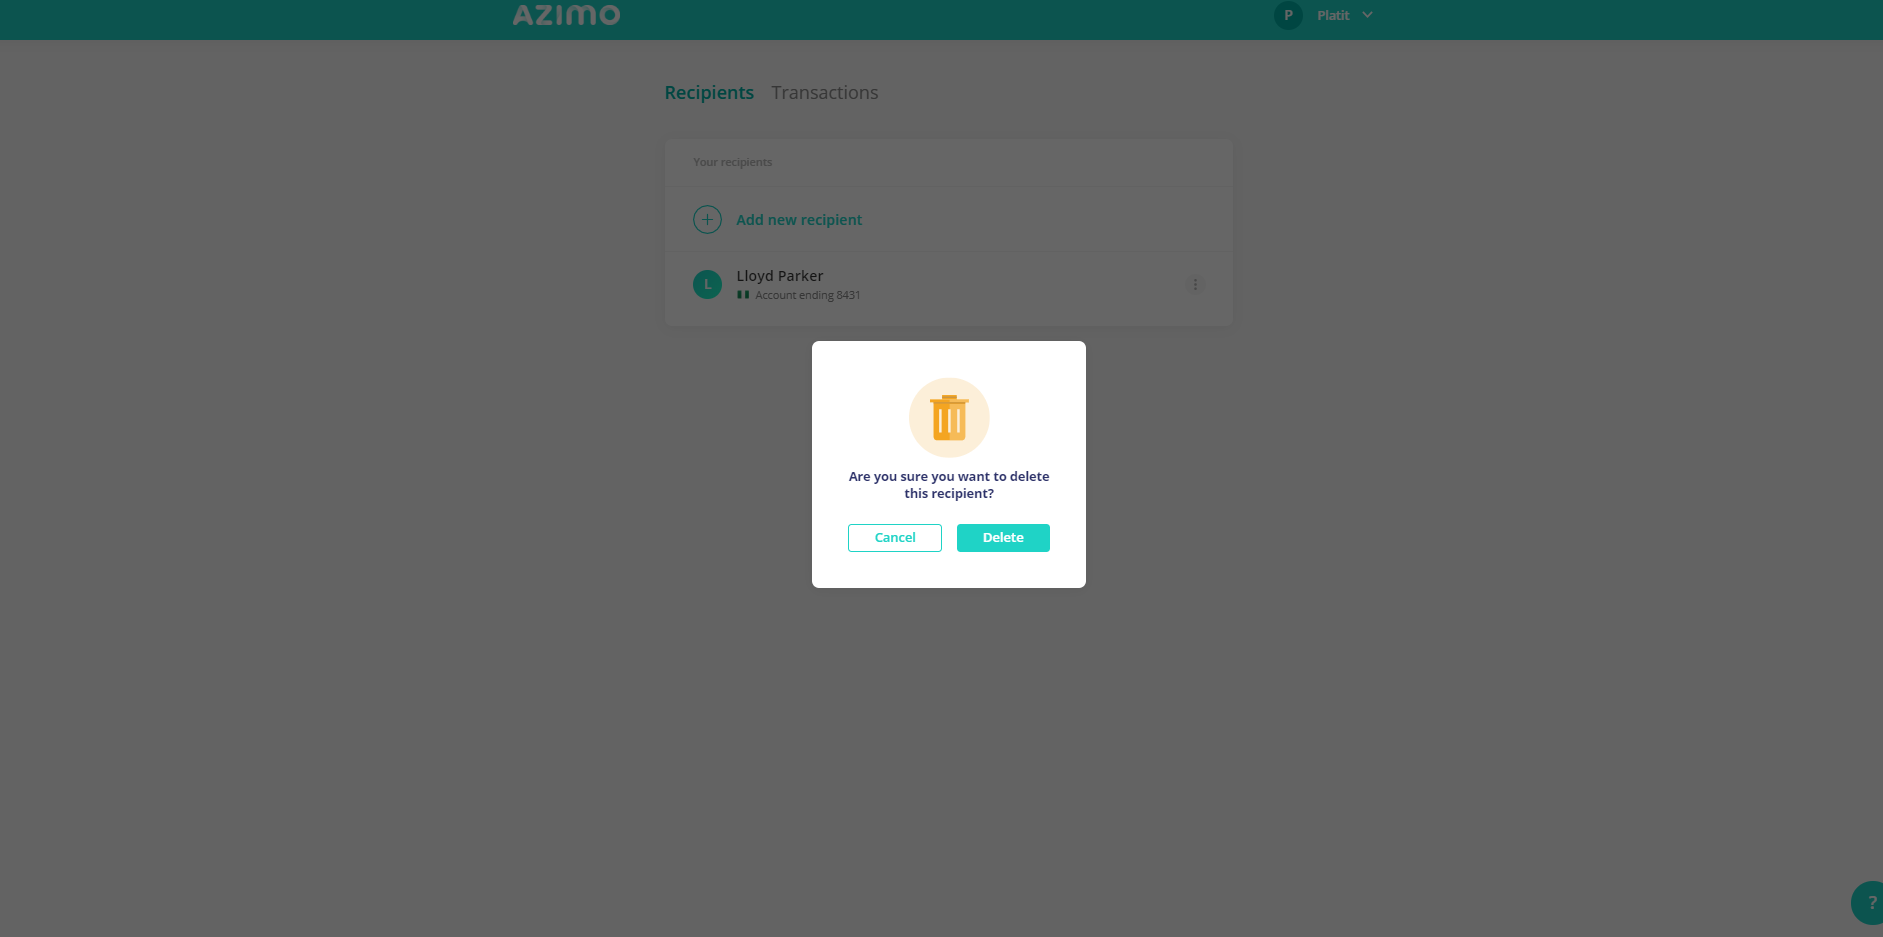 AZIMO
P Platit
Recipients Transactions
Your recipients
Add new recipient
L Lloyd Parker
Account ending 8431
Are you sure you want to delete
this recipient?
Cancel Delete
?